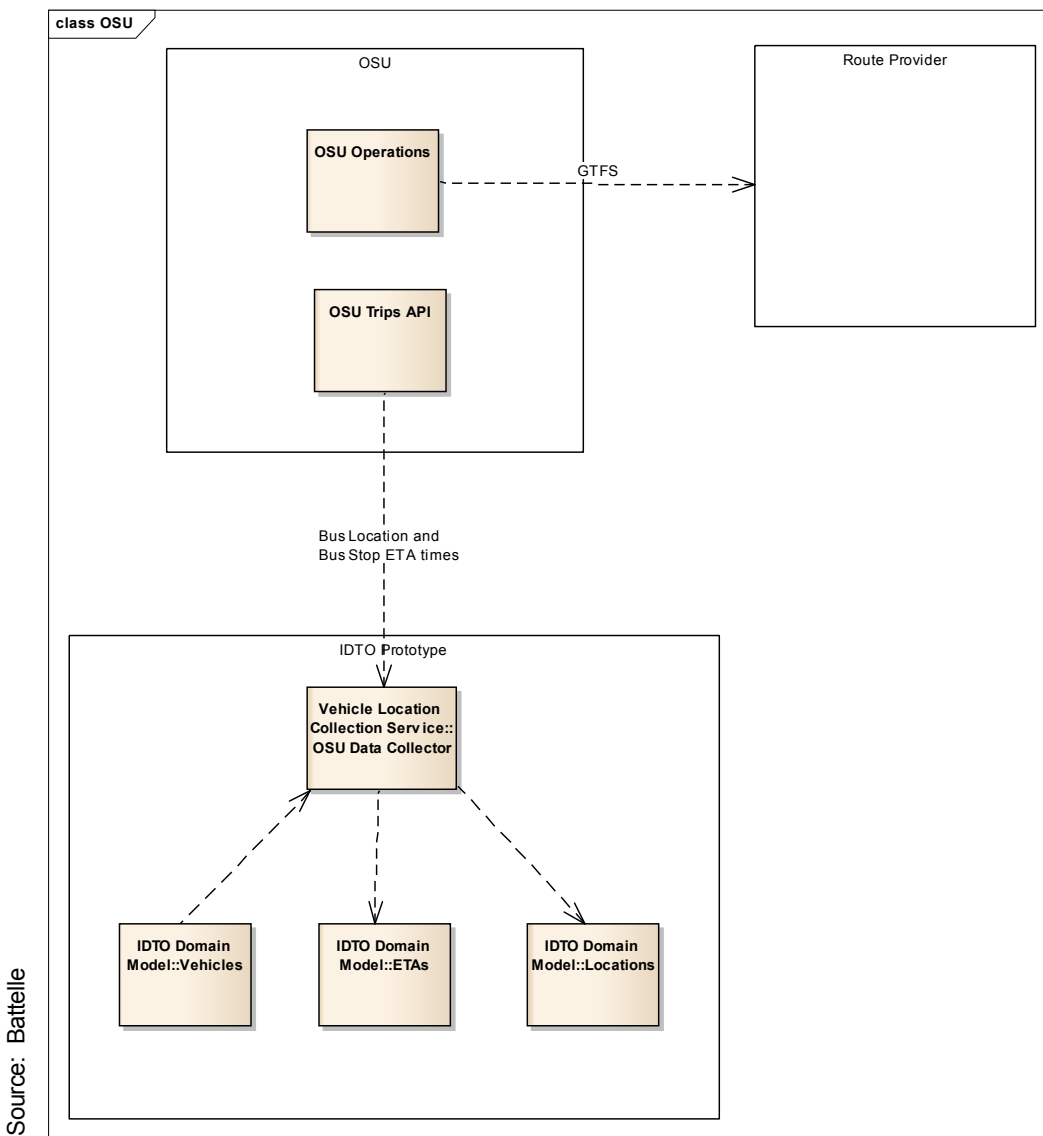 class OSU
OSU
Route Provider
OSU Operations
GTFS
OSU Trips API
Bus Location and
Bus Stop ETA times
IDTO Prototype
Vehicle Location
Collection Service::
OSU Data Collector
IDTO Domain
Model::Vehicles
IDTO Domain
Model::ETAs
IDTO Domain
Model::Locations
Source: Battelle